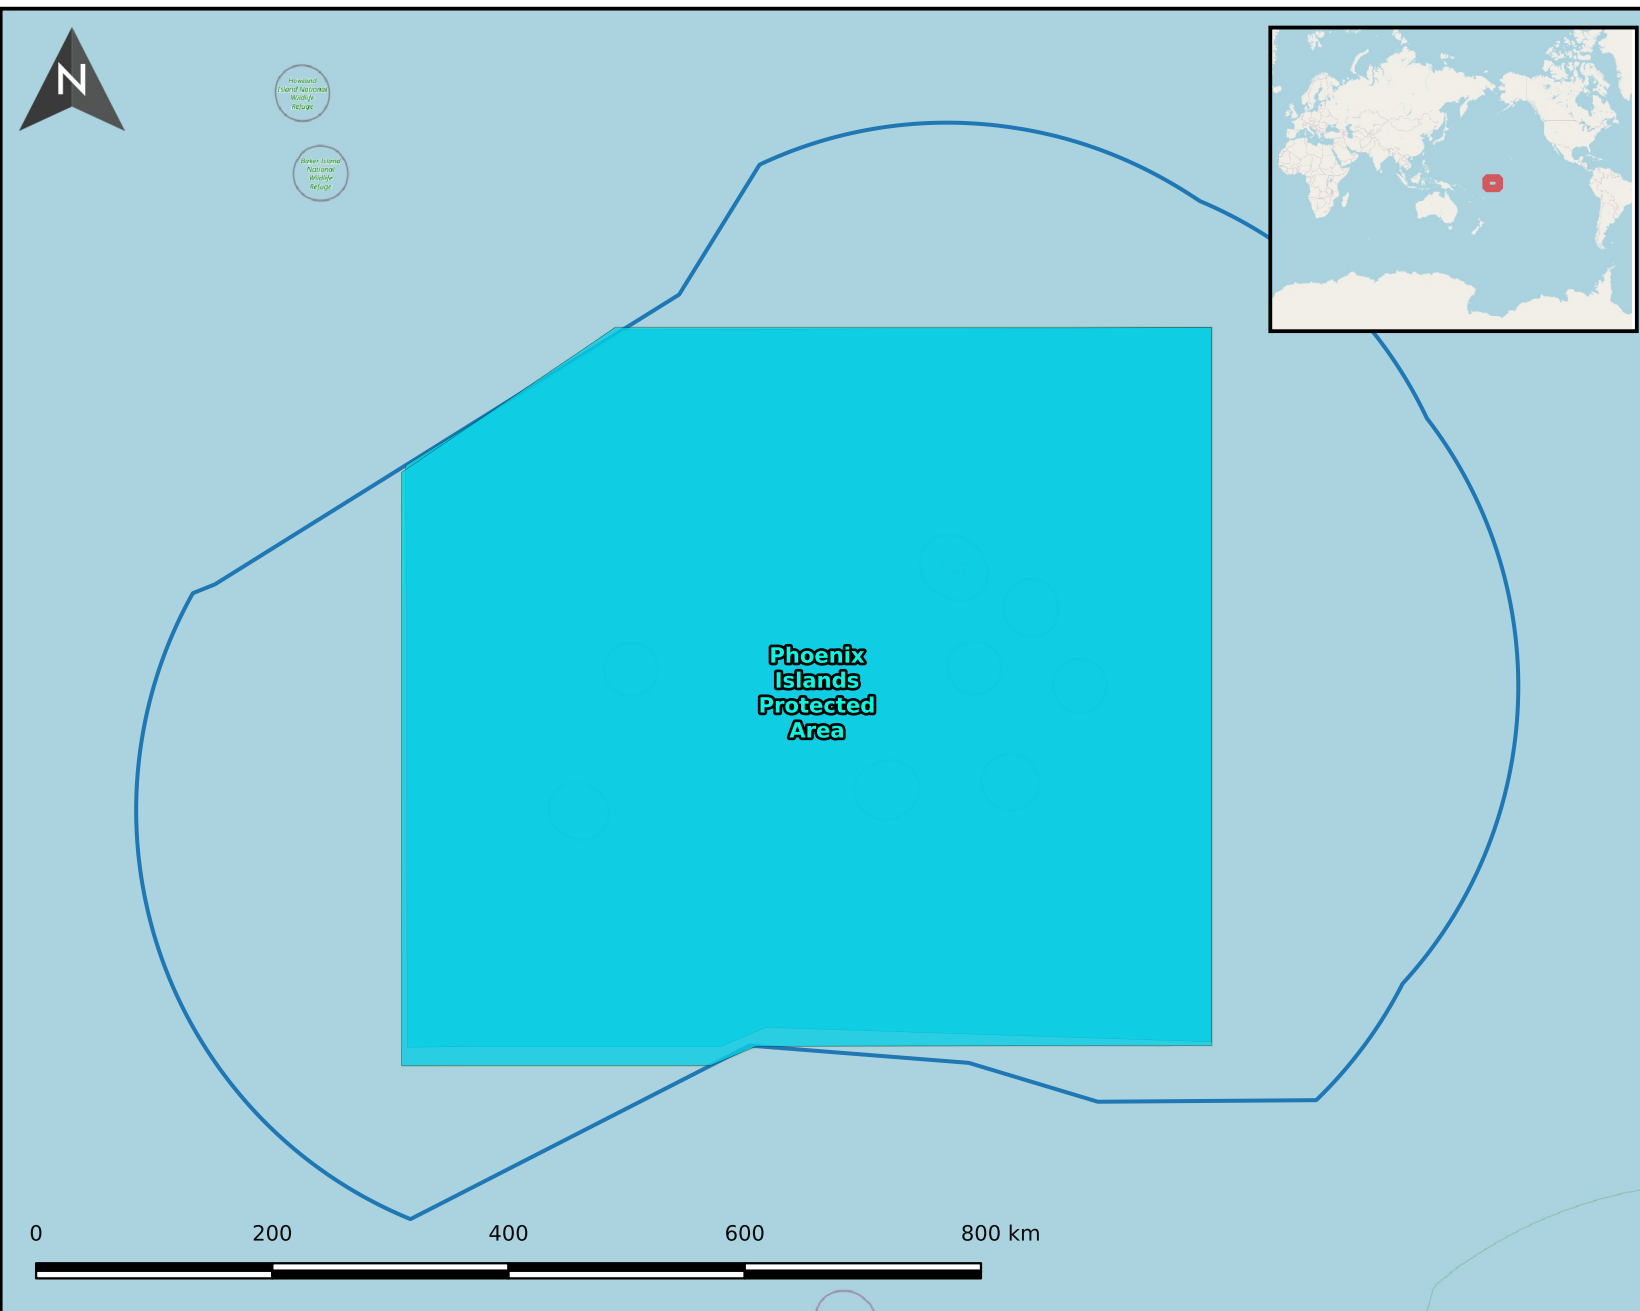 N
Howland
Island National
Wildlife
Refuge
Baker Island
National
Wildlife
Refuge
Phoenix
Islands
Protected
Area
0 200 400 600 800 km